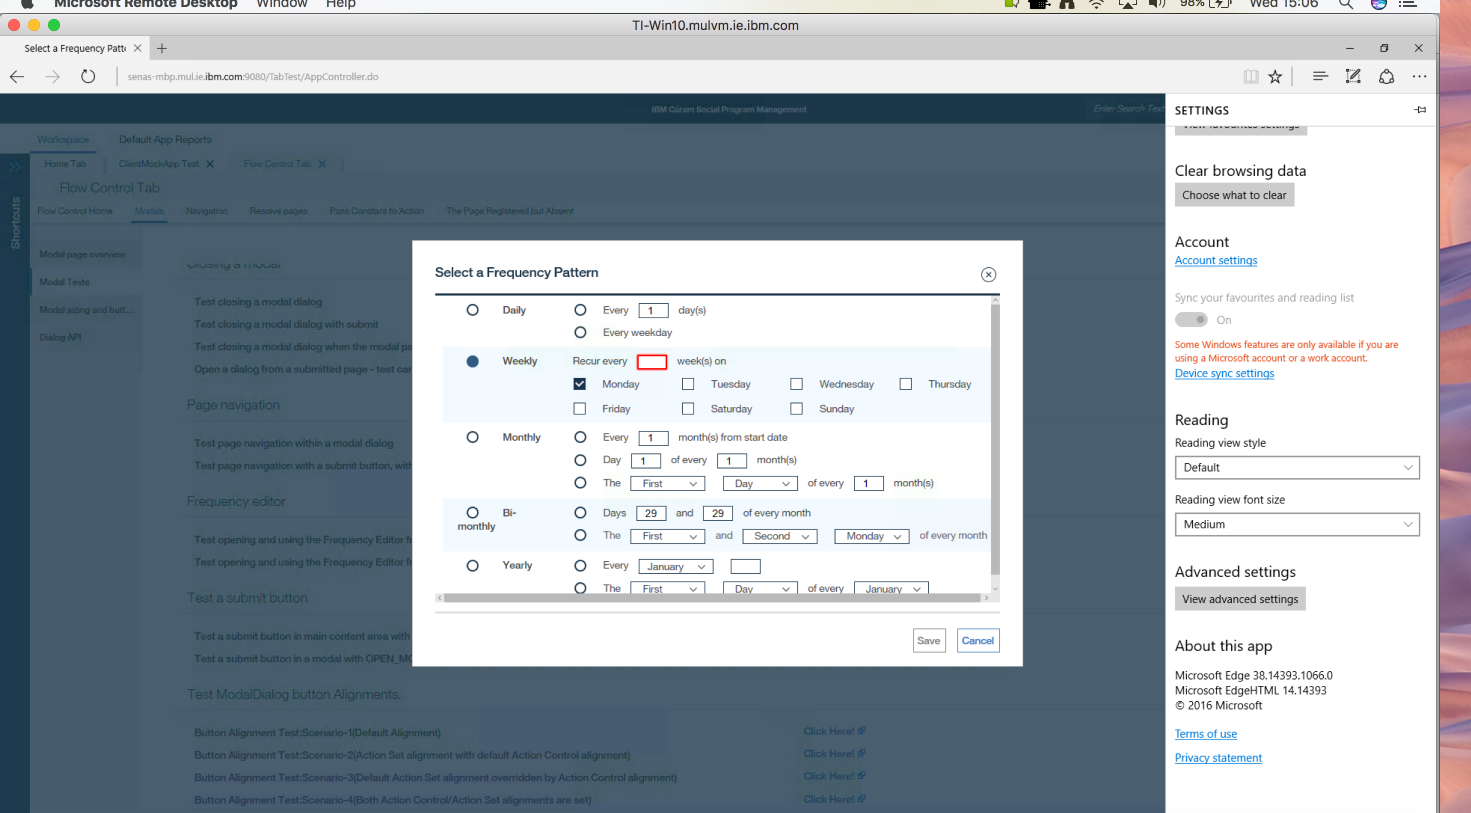 Microsoft Remote Desktop Window Help
98% Wed 15:06
TI-Win10.mulvm.ie.ibm.com
Select a Frequency Patte
senas-mbp.mul.ie.ibm.com:9080/TabTest/AppController.do
IBM Cúram Social Program Management
Enter Search Text
Workspace Default App Reports
Home Tab ClientMockApp Test Flow Control Tab
Flow Control Tab
Flow Control Home Modals Navigation Resolve pages Pass Constant to Action The Page Registered but Absent
Shortcuts
Modal page overview
Modal Tests
Modal sizing and butt...
Dialog API
Closing a modal
Test closing a modal dialog
Test closing a modal dialog with submit
Test closing a modal dialog when the modal pa
Open a dialog from a submitted page - test can
Page navigation
Test page navigation within a modal dialog
Test page navigation with a submit button, with
Frequency editor
Test opening and using the Frequency Editor fr
Test opening and using the Frequency Editor fr
Test a submit button
Test a submit button in main content area with
Test a submit button in a modal with OPEN_MO
Test ModalDialog button Alignments.
Button Alignment Test:Scenario-1(Default Alignment) Click Here!
Button Alignment Test:Scenario-2(Action Set alignment with default Action Control alignment) Click Here!
Button Alignment Test:Scenario-3(Default Action Set alignment overridden by Action Control alignment) Click Here!
Button Alignment Test:Scenario-4(Both Action Control/Action Set alignments are set) Click Here!
Select a Frequency Pattern
Daily Every 1 day(s)
Every weekday
Weekly Recur every week(s) on
Monday Tuesday Wednesday Thursday
Friday Saturday Sunday
Monthly Every 1 month(s) from start date
Day 1 of every 1 month(s)
The First Day of every 1 month(s)
Bi-
monthly
Days 29 and 29 of every month
The First and Second Monday of every month
Yearly Every January
The First Day of every January
Save Cancel
SETTINGS
View favourites settings
Clear browsing data
Choose what to clear
Account
Account settings
Sync your favourites and reading list
On
Some Windows features are only available if you are
using a Microsoft account or a work account.
Device sync settings
Reading
Reading view style
Default
Reading view font size
Medium
Advanced settings
View advanced settings
About this app
Microsoft Edge 38.14393.1066.0
Microsoft EdgeHTML 14.14393
© 2016 Microsoft
Terms of use
Privacy statement